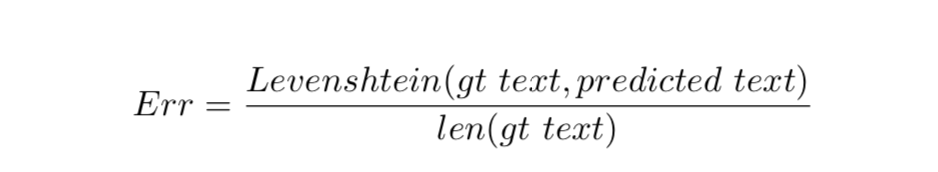 Err = Levenshtein(gt text, predicted text)
len(gt text)